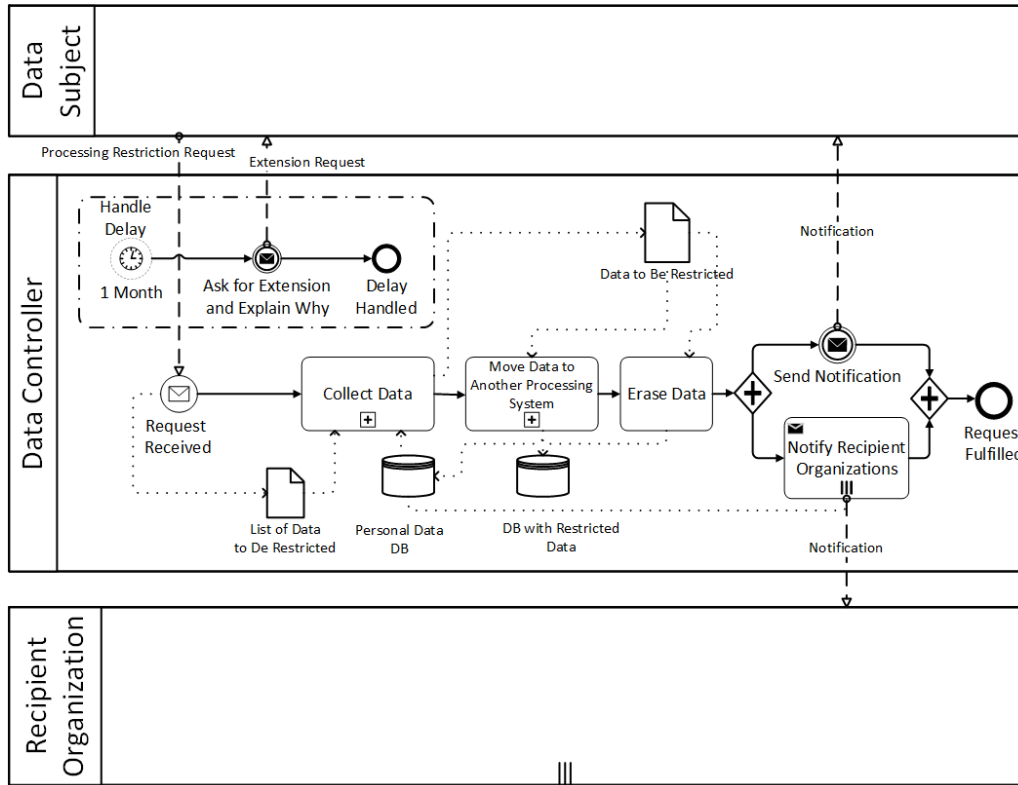 Data
Subject
Processing Restriction Request
Extension Request
Data Controller
Handle
Delay
1 Month
Ask for Extension
and Explain Why
Delay
Handled
Data to Be Restricted
Notification
Request
Received
Collect Data
Move Data to
Another Processing
System
Erase Data
Send Notification
Notify Recipient
Organizations
Request
Fulfilled
List of Data
to De Restricted
Personal Data
DB
DB with Restricted
Data
Notification
Recipient
Organization